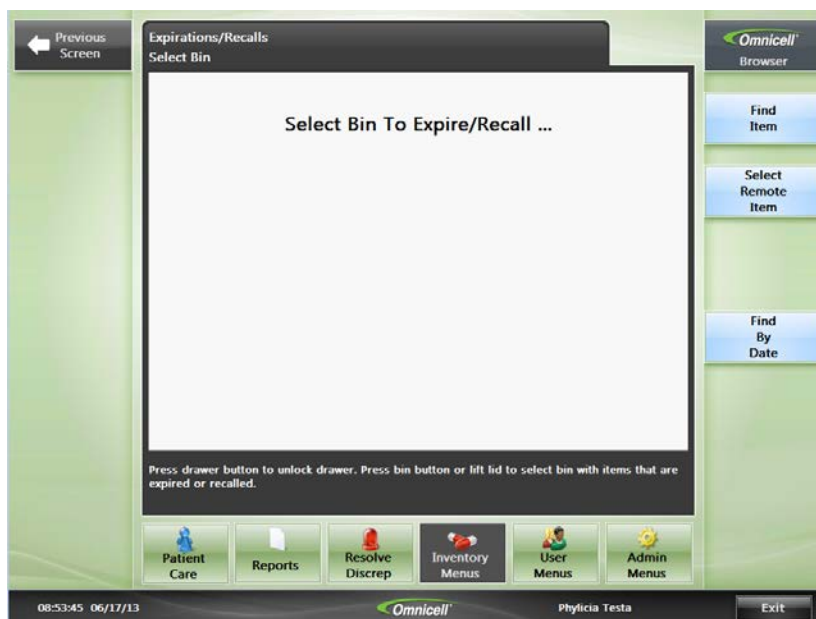 Previous
Screen
Expirations/Recalls
Select Bin
Omnicell
Browser
Select Bin To Expire/Recall ...
Find
Item
Select
Remote
Item
Find
By
Date
Press drawer button to unlock drawer. Press bin button or lift lid to select bin with items that are
expired or recalled.
Patient
Care
Reports
Resolve
Discrep
Inventory
Menus
User
Menus
Admin
Menus
08:53:45 06/17/13
Omnicell
Phylicia Testa
Exit